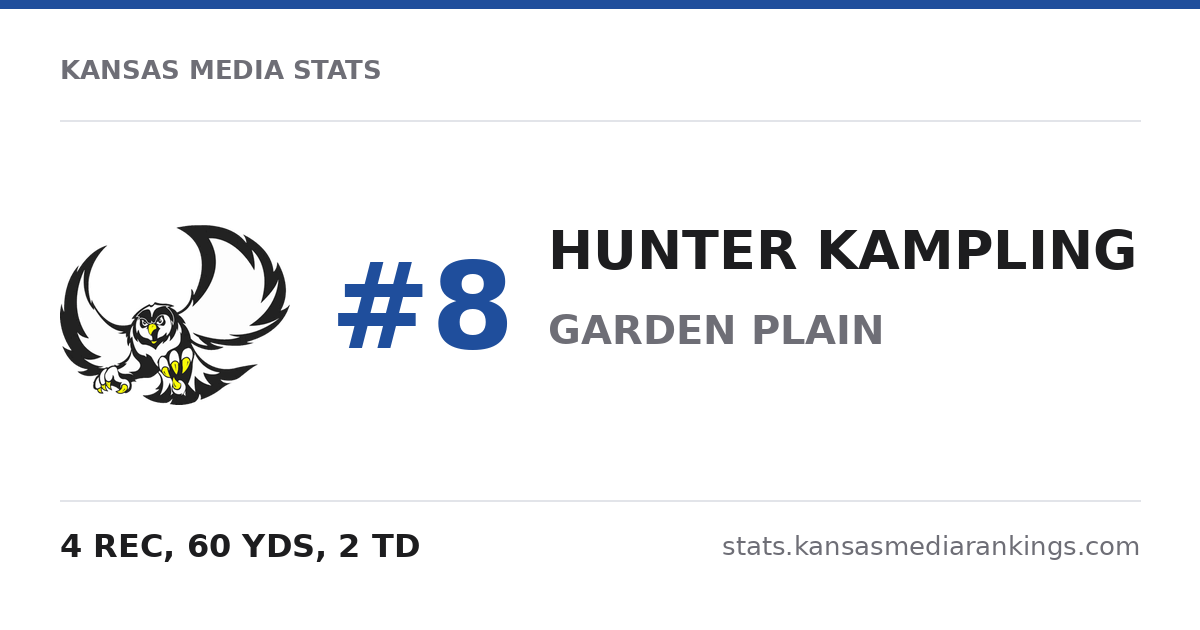 KANSAS MEDIA STATS
#8
HUNTER KAMPLING
GARDEN PLAIN
4 REC, 60 YDS, 2 TD
stats.kansasmediarankings.com